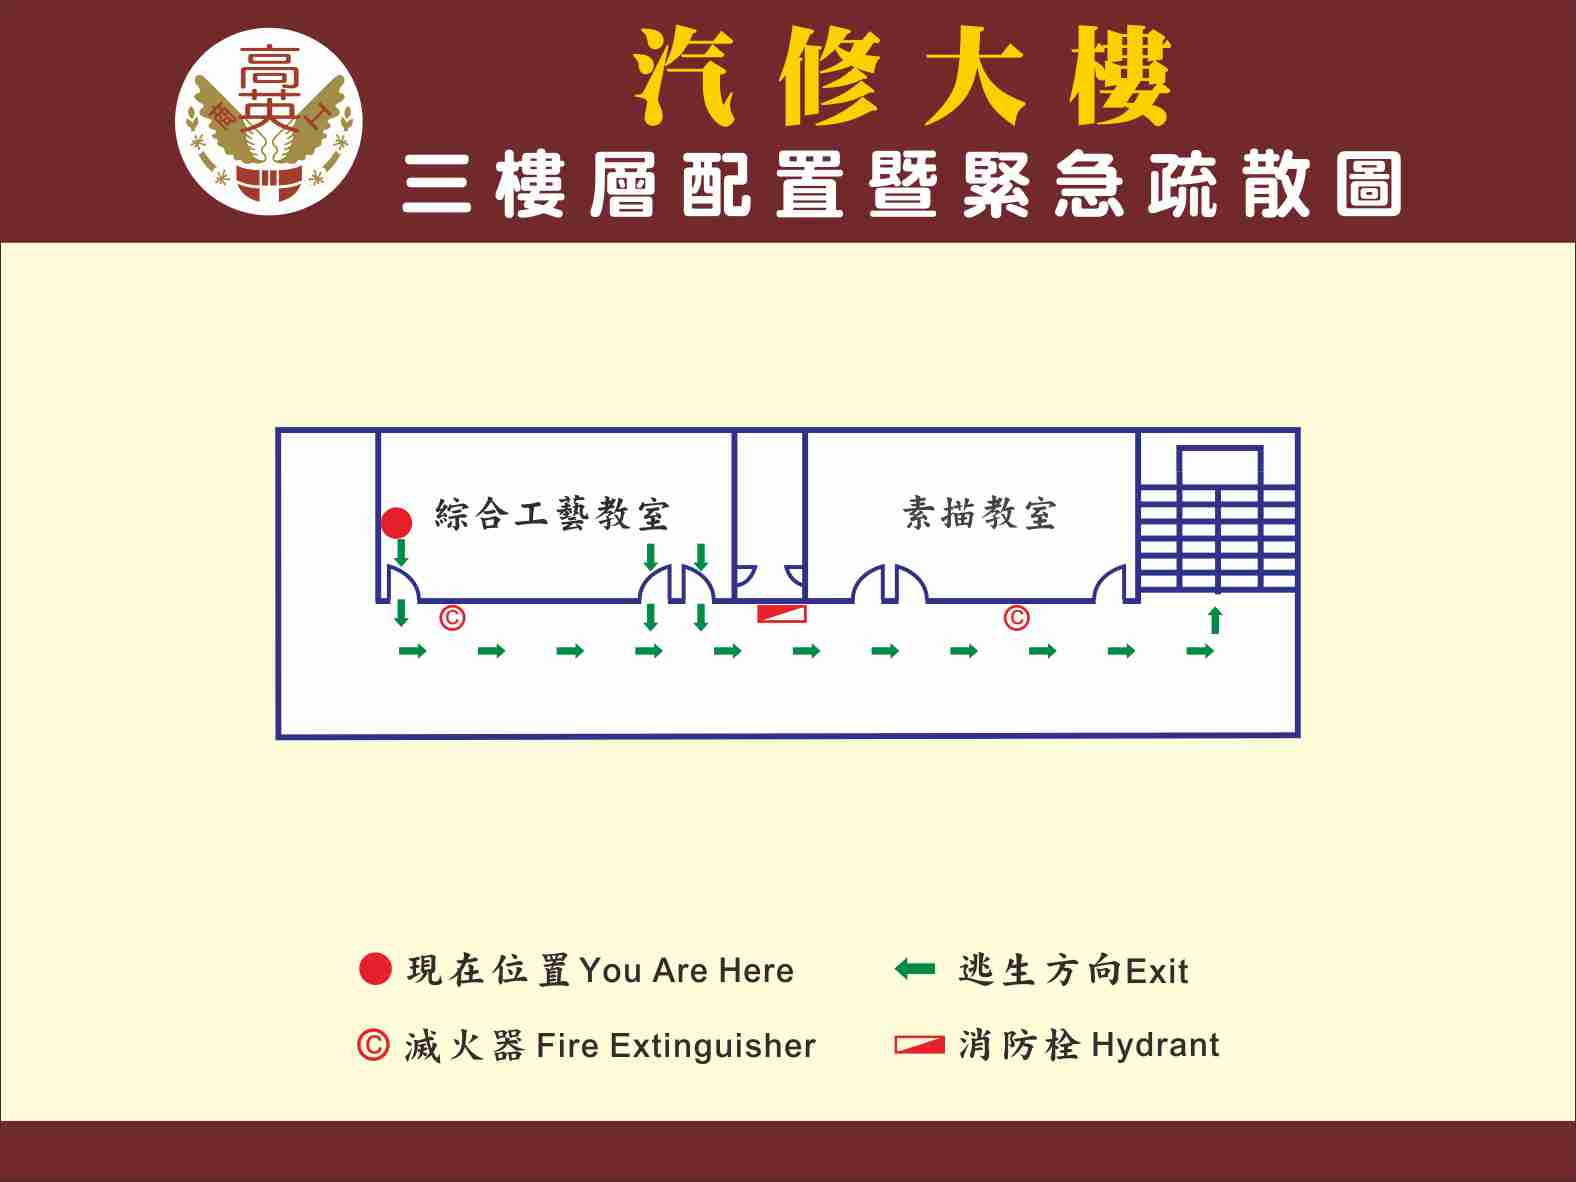 高英
商工
汽修大樓
三樓層配置暨緊急疏散圖
綜合工藝教室
素描教室
C
C
現在位置You Are Here
逃生方向Exit
C 滅火器 Fire Extinguisher
消防栓 Hydrant